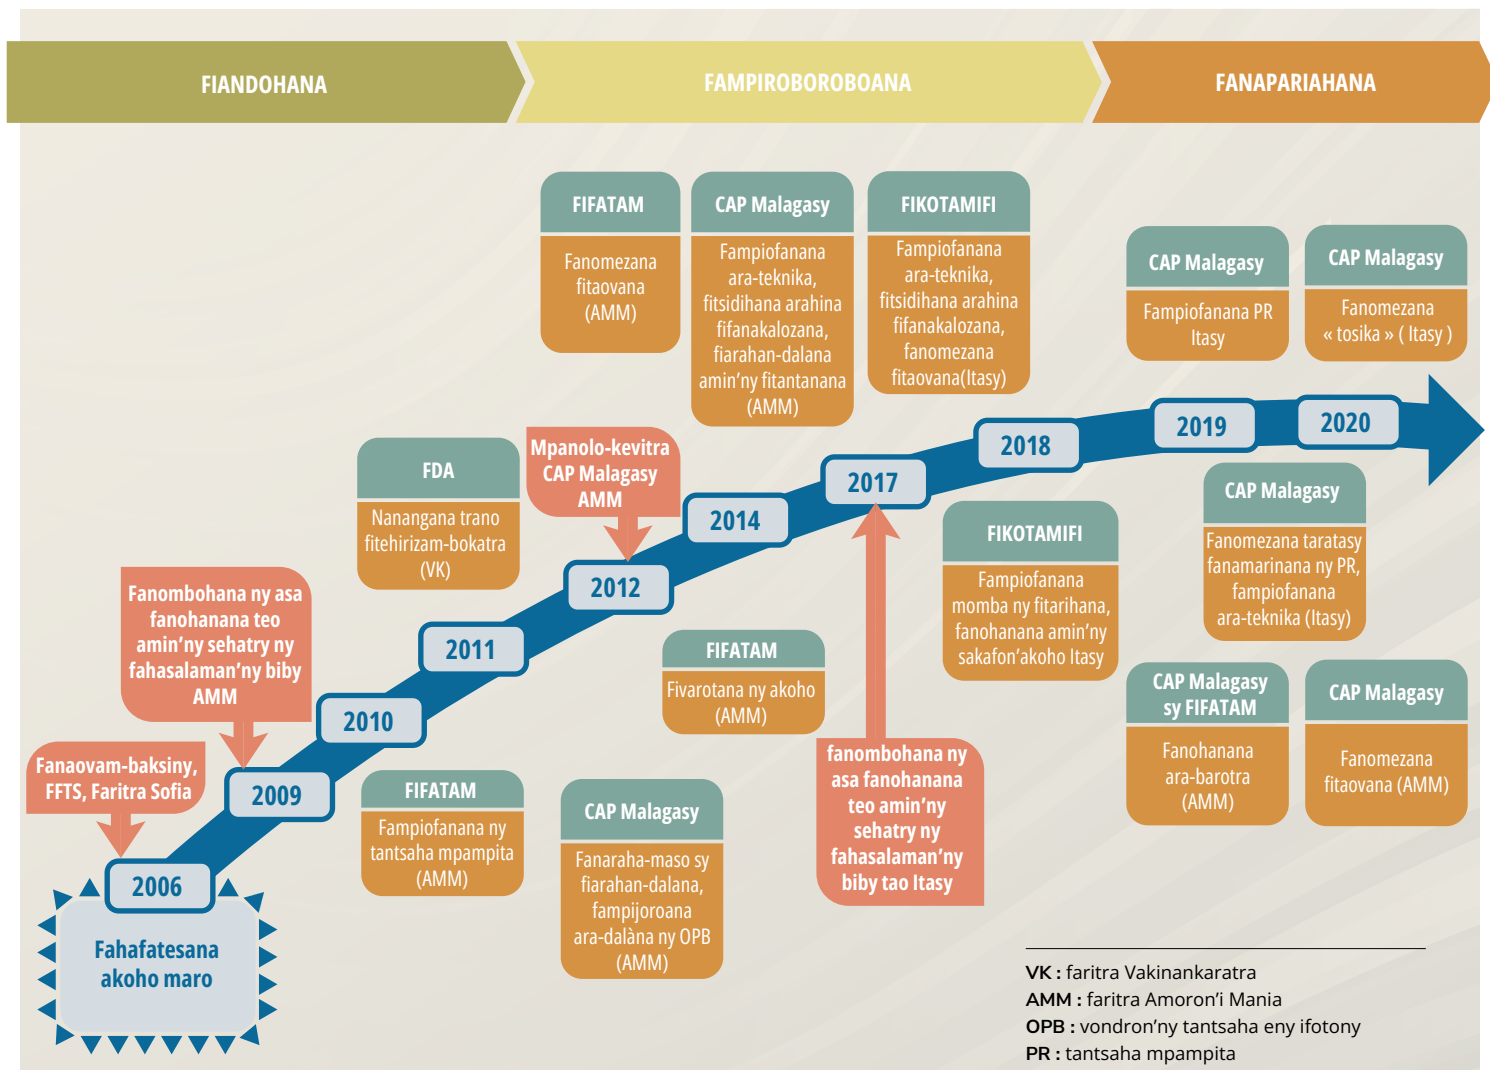 FIANDOHANA
FAMPIROBOROBOANA
FANAPARIAHANA
FIFATAM
Fanomezana
fitaovana
(AMM)
CAP Malagasy
Fampiofanana
ara-teknika,
fitsidihana arahina
fifanakalozana,
fiarahan-dalana
amin'ny fitantanana
(AMM)
FIKOTAMIFI
Fampiofanana
ara-teknika,
fitsidihana arahina
fifanakalozana,
fanomezana
fitaovana(Itasy)
CAP Malagasy
Fampiofanana PR
Itasy
CAP Malagasy
Fanomezana
« tosika » ( Itasy )
FDA
Nanangana trano
fitehirizam-bokatra
(VK)
Mpanolo-kevitra
CAP Malagasy
AMM
Fanombohana ny asa
fanohanana teo
amin'ny sehatry ny
fahasalaman'ny biby
AMM
Fanaovam-baksiny,
FFTS, Faritra Sofia
2006
2009
2010
2011
2012
2014
2017
2018
2019
2020
Fahafatesana
akoho maro
FIFATAM
Fampiofanana ny
tantsaha mpampita
(AMM)
CAP Malagasy
Fanaraha-maso sy
fiarahan-dalana,
fampijoroana
ara-dalàna ny OPB
(AMM)
FIFATAM
Fivarotana ny akoho
(AMM)
fanombohana ny
asa fanohanana
teo amin'ny
sehatry ny
fahasalaman'ny
biby tao Itasy
FIKOTAMIFI
Fampiofanana
momba ny fitarihana,
fanohanana amin'ny
sakafon'akoho Itasy
CAP Malagasy
Fanomezana taratasy
fanamarinana ny PR,
fampiofanana
ara-teknika (Itasy)
CAP Malagasy
sy FIFATAM
Fanohanana
ara-barotra
(AMM)
CAP Malagasy
Fanomezana
fitaovana (AMM)
VK : faritra Vakinankaratra
AMM : faritra Amoron'i Mania
OPB : vondron'ny tantsaha eny ifotony
PR : tantsaha mpampita